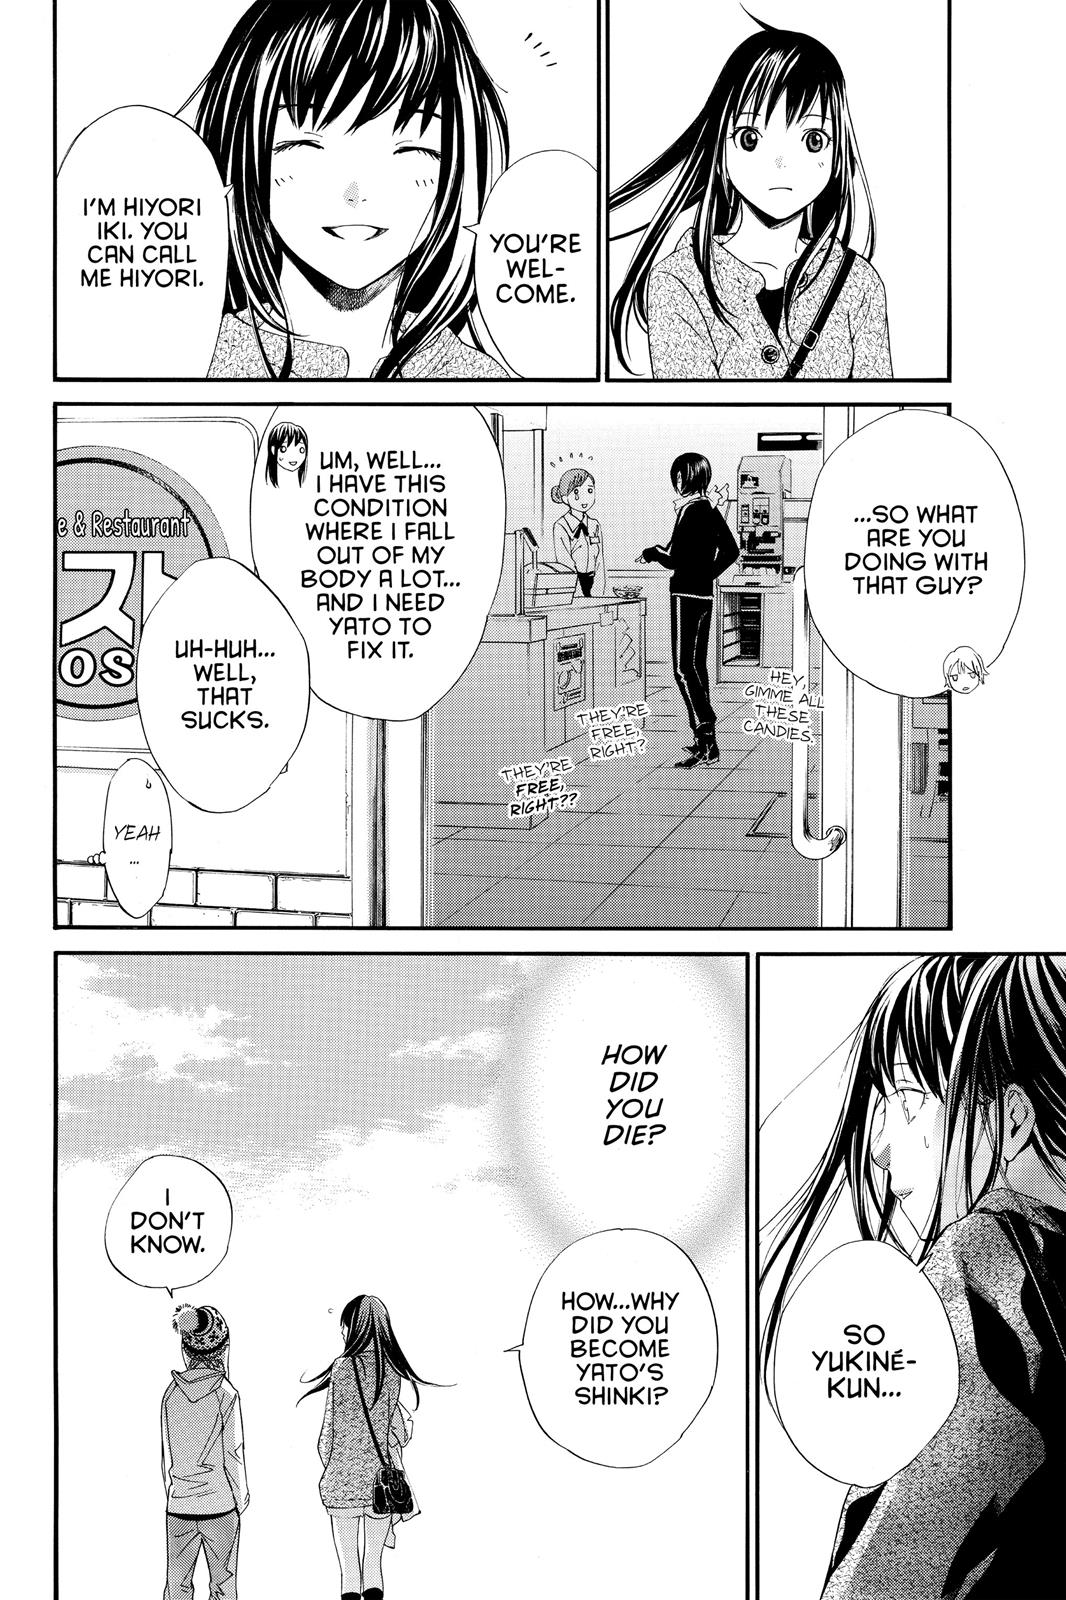 YOU'RE
WEL-
COME.
I'M HIYORI
IKI. YOU
CAN CALL
ME HIYORI.
...SO WHAT
ARE YOU
DOING WITH
THAT GUY?
HEY,
GIMME ALL
THESE
CANDIES.
THEY'RE
FREE,
RIGHT?
THEY'RE
FREE,
RIGHT??
UM, WELL...
I HAVE THIS
CONDITION
WHERE I FALL
OUT OF MY
BODY A LOT...
AND I NEED
YATO TO
FIX IT.
UH-HUH...
WELL,
THAT
SUCKS.
e & Restaurant
os
YEAH
...
SO
YUKINÉ-
KUN...
HOW
DID
YOU
DIE?
HOW...WHY
DID YOU
BECOME
YATO'S
SHINKI?
I
DON'T
KNOW.